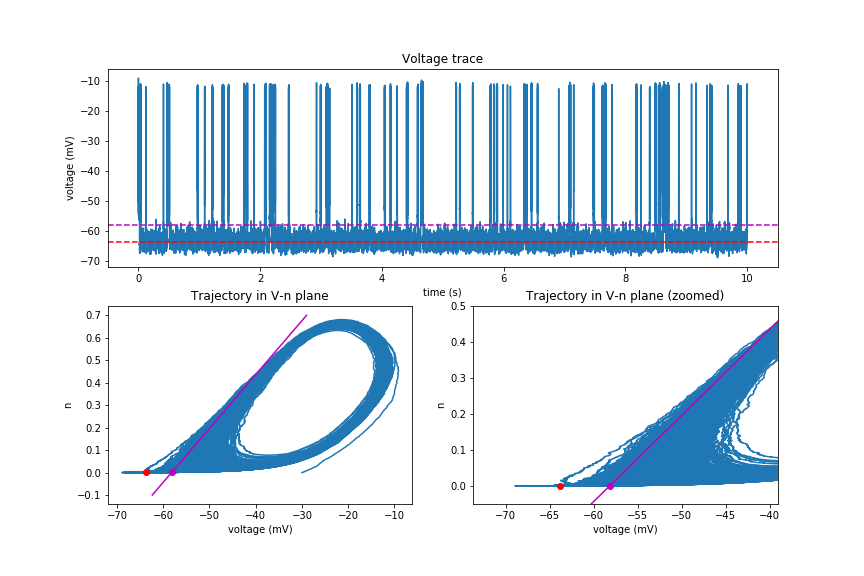 Voltage trace
−10
−20
−30
−40
−50
−60
−70
voltage (mV)
0 2 4 6 8 10
time (s)
Trajectory in V-n plane
0.7
0.6
0.5
0.4
0.3
0.2
0.1
0.0
−0.1
n
−70 −60 −50 −40 −30 −20 −10
voltage (mV)
Trajectory in V-n plane (zoomed)
0.5
0.4
0.3
0.2
0.1
0.0
n
−70 −65 −60 −55 −50 −45 −40
voltage (mV)